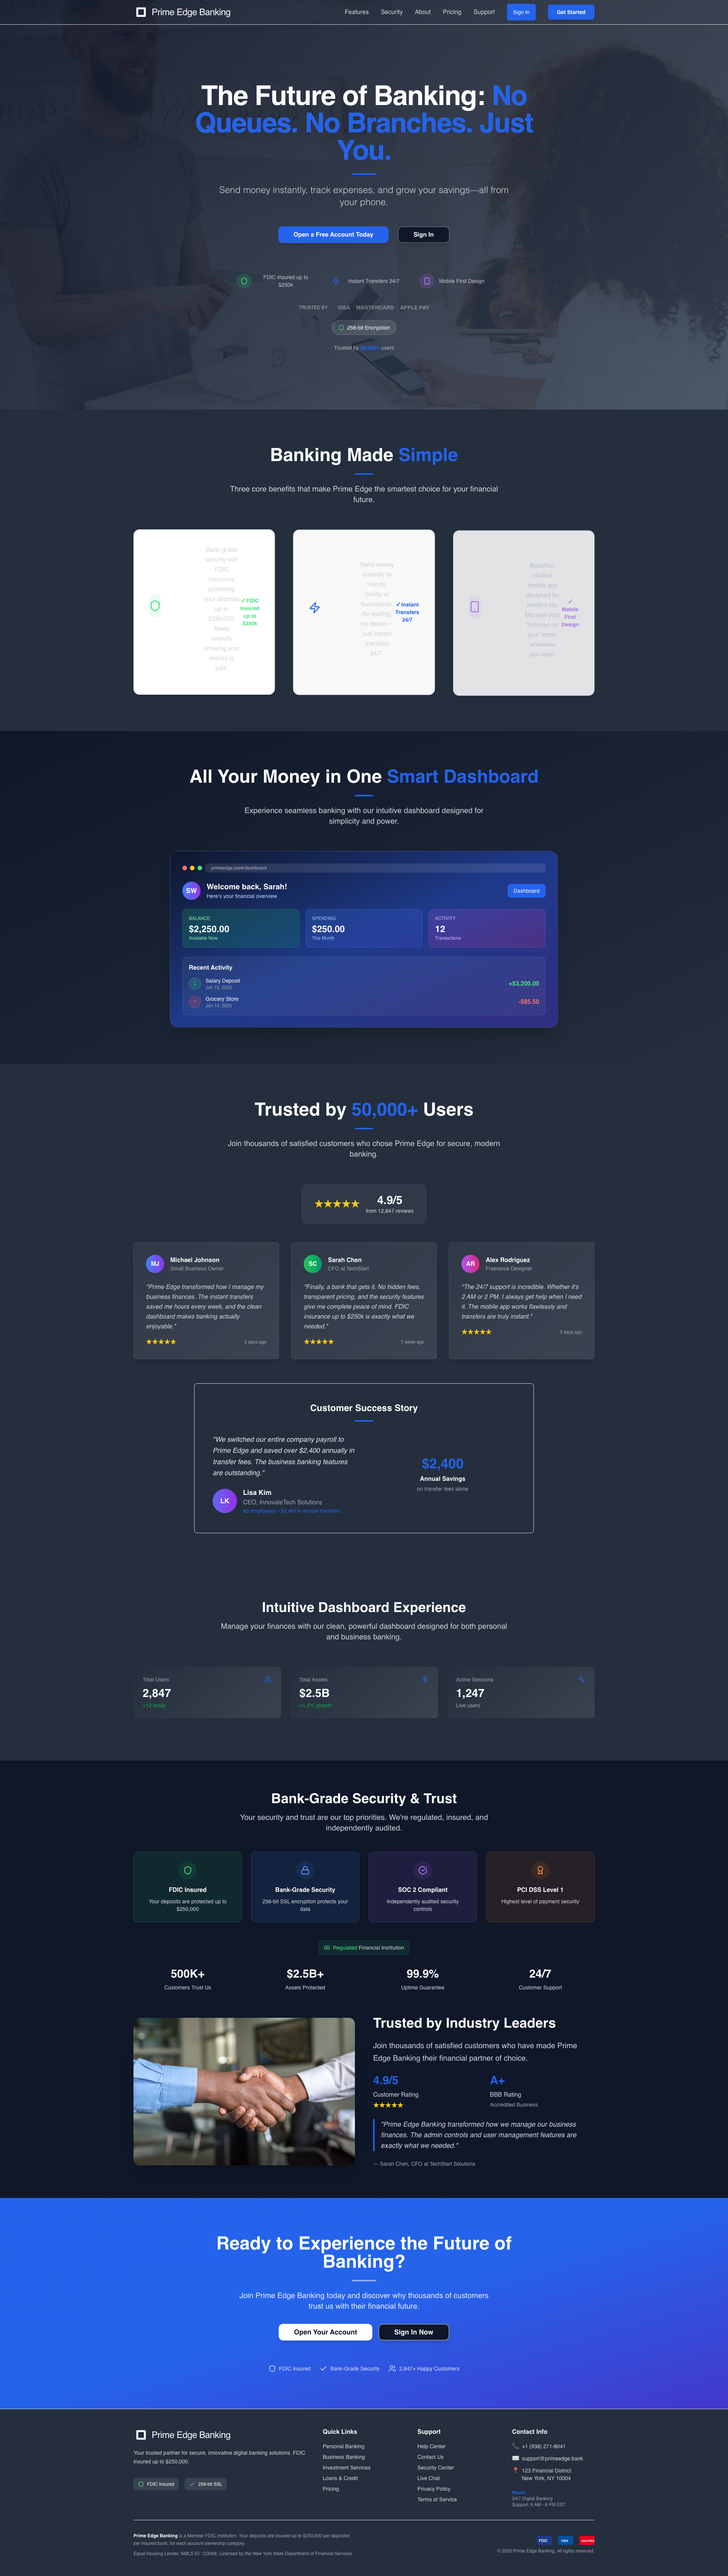 Prime Edge Banking
Features
Security
About
Pricing
Support
Sign In
Get Started
The Future of Banking: No
Queues. No Branches. Just
You.
Send money instantly, track expenses, and grow your savings—all from
your phone.
Open a Free Account Today
Sign In
FDIC Insured up to
$250k
Instant Transfers 24/7
Mobile First Design
TRUSTED BY:
VISA
MASTERCARD
APPLE PAY
256-bit Encryption
Trusted by 50,000+ users
Banking Made Simple
Three core benefits that make Prime Edge the smartest choice for your financial
future.
Bank-grade
security with
FDIC
insurance
protecting
your deposits
up to
$250,000.
Sleep
soundly
knowing your
money is
safe.
✓ FDIC
Insured
up to
$250k
Send money
instantly to
friends,
family, or
businesses.
No waiting,
no delays—
just instant
transfers
24/7.
✓ Instant
Transfers
24/7
Beautiful,
intuitive
mobile app
designed for
modern life.
Manage your
finances on
your terms,
wherever
you need.
✓
Mobile
First
Design
All Your Money in One Smart Dashboard
Experience seamless banking with our intuitive dashboard designed for
simplicity and power.
primeedge.bank/dashboard
SW
Welcome back, Sarah!
Here's your financial overview
Dashboard
BALANCE
$2,250.00
Available Now
SPENDING
$250.00
This Month
ACTIVITY
12
Transactions
Recent Activity
Salary Deposit
Jan 15, 2025
+$3,200.00
Grocery Store
Jan 14, 2025
-$85.50
Trusted by 50,000+ Users
Join thousands of satisfied customers who chose Prime Edge for secure, modern
banking.
★★★★★
4.9/5
from 12,847 reviews
MJ
Michael Johnson
Small Business Owner
"Prime Edge transformed how I manage my
business finances. The instant transfers
saved me hours every week, and the clean
dashboard makes banking actually
enjoyable."
★★★★★
2 days ago
SC
Sarah Chen
CFO at TechStart
"Finally, a bank that gets it. No hidden fees,
transparent pricing, and the security features
give me complete peace of mind. FDIC
insurance up to $250k is exactly what we
needed."
★★★★★
1 week ago
AR
Alex Rodriguez
Freelance Designer
"The 24/7 support is incredible. Whether it's
2 AM or 2 PM, I always get help when I need
it. The mobile app works flawlessly and
transfers are truly instant."
★★★★★
3 days ago
Customer Success Story
"We switched our entire company payroll to
Prime Edge and saved over $2,400 annually in
transfer fees. The business banking features
are outstanding."
LK
Lisa Kim
CEO, InnovateTech Solutions
employees • $2.4M in annual transfers
$2,400
Annual Savings
on transfer fees alone
Intuitive Dashboard Experience
Manage your finances with our clean, powerful dashboard designed for both personal
and business banking.
Total Users
2,847
+12 today
Total Assets
$2.5B
+1.2% growth
Active Sessions
1,247
Live users
Bank-Grade Security & Trust
Your security and trust are our top priorities. We're regulated, insured, and
independently audited.
FDIC Insured
Your deposits are protected up to
$250,000
Bank-Grade Security
256-bit SSL encryption protects your
data
SOC 2 Compliant
Independently audited security
controls
PCI DSS Level 1
Highest level of payment security
Regulated Financial Institution
500K+
Customers Trust Us
$2.5B+
Assets Protected
99.9%
Uptime Guarantee
24/7
Customer Support
Trusted by Industry Leaders
Join thousands of satisfied customers who have made Prime
Edge Banking their financial partner of choice.
4.9/5
Customer Rating
★★★★★
A+
BBB Rating
Accredited Business
"Prime Edge Banking transformed how we manage our business
finances. The admin controls and user management features are
exactly what we needed."
— Sarah Chen, CFO at TechStart Solutions
Ready to Experience the Future of
Banking?
Join Prime Edge Banking today and discover why thousands of customers
trust us with their financial future.
Open Your Account
Sign In Now
FDIC Insured
Bank-Grade Security
2,847+ Happy Customers
Prime Edge Banking
Your trusted partner for secure, innovative digital banking solutions. FDIC
insured up to $250,000.
FDIC Insured
256-bit SSL
Quick Links
Personal Banking
Business Banking
Investment Services
Loans & Credit
Pricing
Support
Help Center
Contact Us
Security Center
Live Chat
Privacy Policy
Terms of Service
Contact Info
+1 (938) 271-8041
support@primeedge.bank
123 Financial District
New York, NY 10004
Hours:
24/7 Digital Banking
Support: 8 AM - 8 PM EST
Prime Edge Banking is a Member FDIC institution. Your deposits are insured up to $250,000 per depositor,
per insured bank, for each account ownership category.
Equal Housing Lender. NMLS ID: 123456. Licensed by the New York State Department of Financial Services.
FDIC
VISA
© 2025 Prime Edge Banking. All rights reserved.